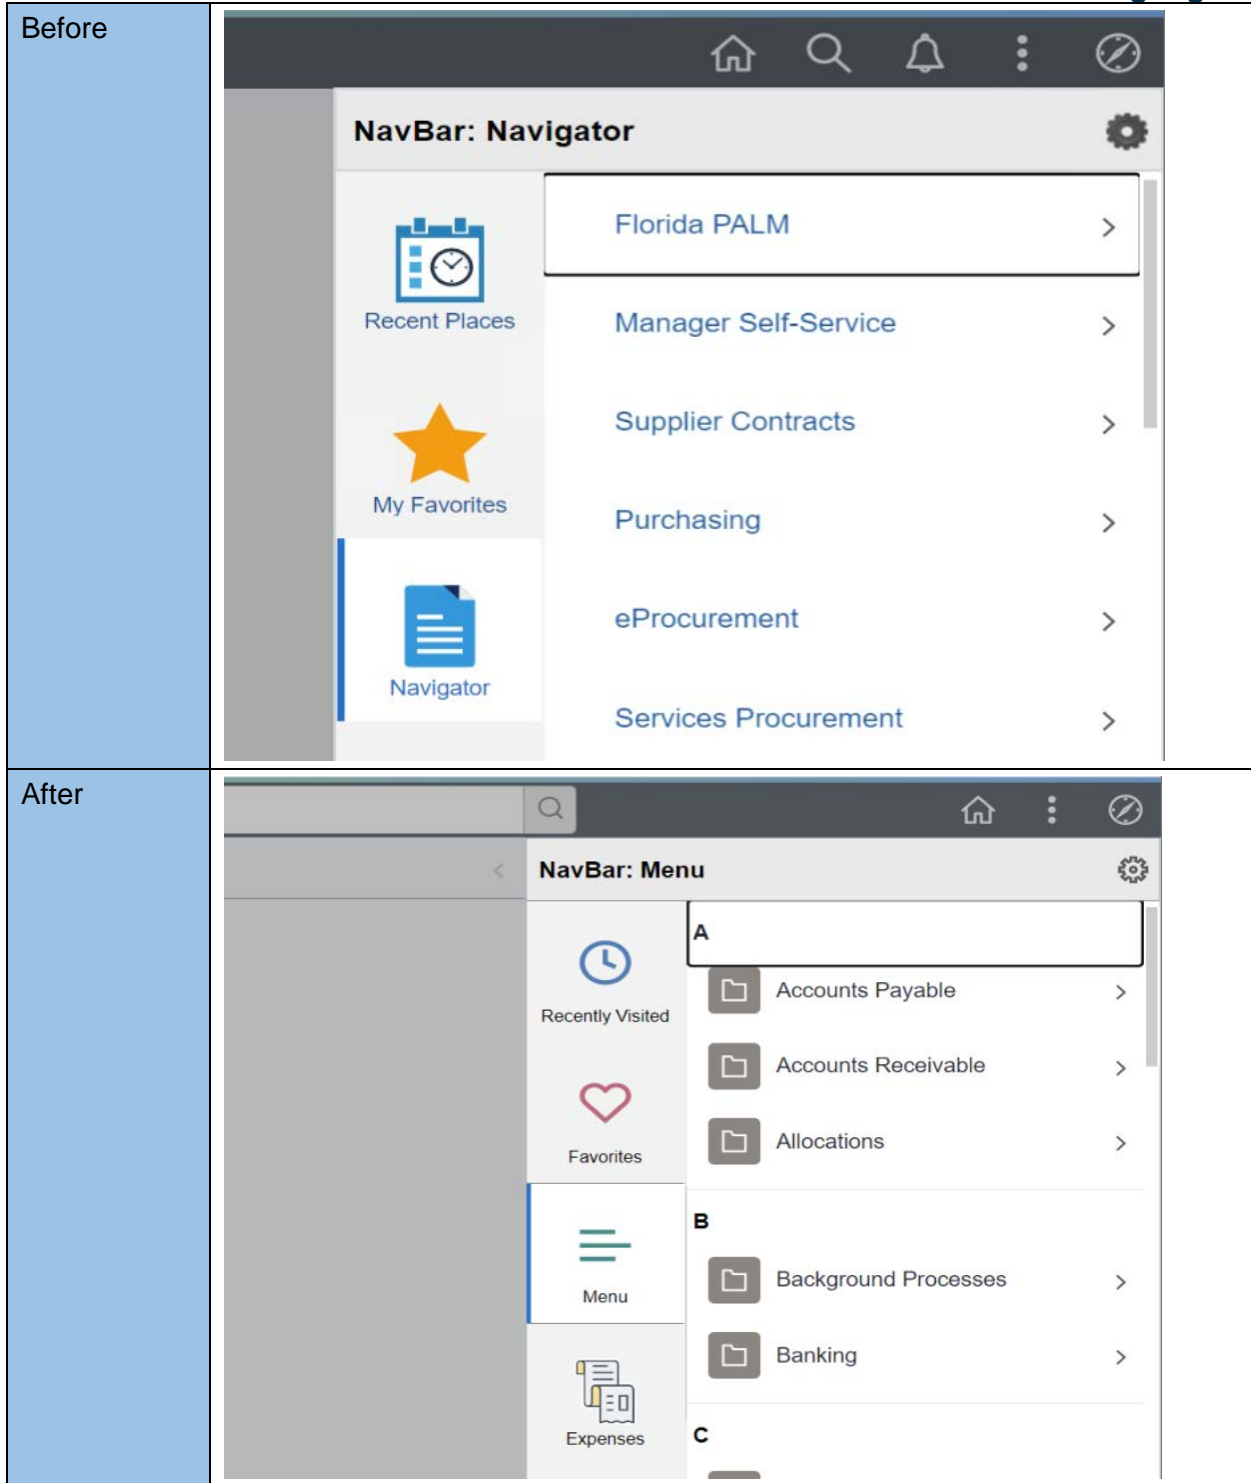 Before
NavBar: Navigator
Recent Places
My Favorites
Navigator
Florida PALM
Manager Self-Service
Supplier Contracts
Purchasing
eProcurement
Services Procurement
After
NavBar: Menu
Recently Visited
Favorites
Menu
Expenses
A
Accounts Payable
Accounts Receivable
Allocations
B
Background Processes
Banking
C